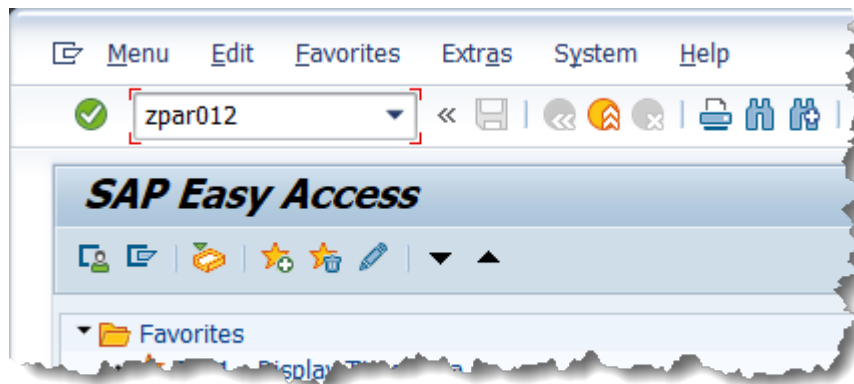 Menu Edit Favorites Extras System Help
zpar012
SAP Easy Access
Favorites